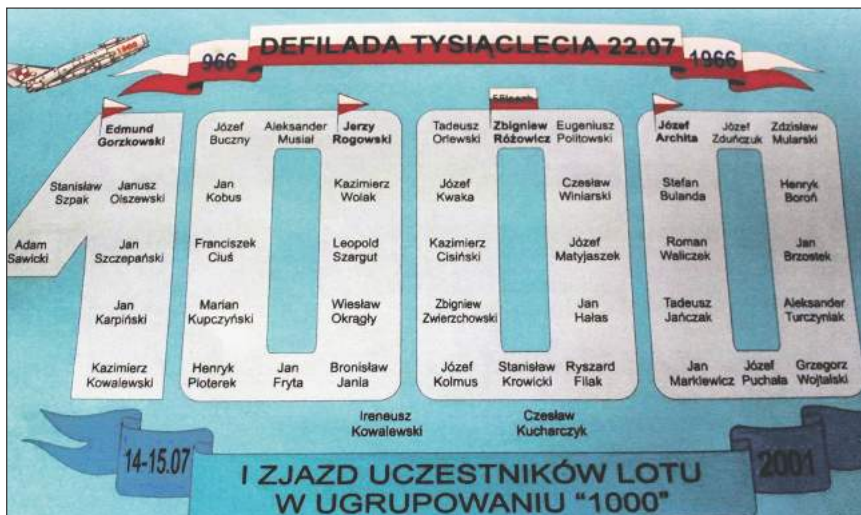 966
DEFILADA TYSIĄCLECIA 22.07
1966
1966
Edmund
Gorzkowski
Stanisław
Szpak
Janusz
Olszewski
Adam
Sawicki
Jan
Szczepański
Jan
Karpiński
Kazimierz
Kowalewski
Józef
Buczny
Aleksander
Musiał
Jerzy
Rogowski
Jan
Kobus
Kazimierz
Wolak
Franciszek
Ciuś
Leopold
Szargut
Marian
Kupczyński
Wiesław
Okrągły
Henryk
Pioterek
Jan
Fryta
Bronisław
Jania
Tadeusz
Orlewski
Zbigniew
Różowicz
Eugeniusz
Politowski
Józef
Kwaka
Czesław
Winiarski
Kazimierz
Cisiński
Józef
Matyjaszek
Zbigniew
Zwierzchowski
Jan
Hałas
Józef
Kolmus
Stanisław
Krowicki
Ryszard
Filak
Józef
Archita
Józef
Zduńczuk
Zdzisław
Mularski
Stefan
Bulanda
Henryk
Boroń
Roman
Waliczek
Jan
Brzostek
Tadeusz
Jańczak
Aleksander
Turczyniak
Jan
Markiewicz
Józef
Puchała
Grzegorz
Wojtalski
Ireneusz
Kowalewski
Czesław
Kucharczyk
14-15.07
2001
I ZJAZD UCZESTNIKÓW LOTU
W UGRUPOWANIU "1000"